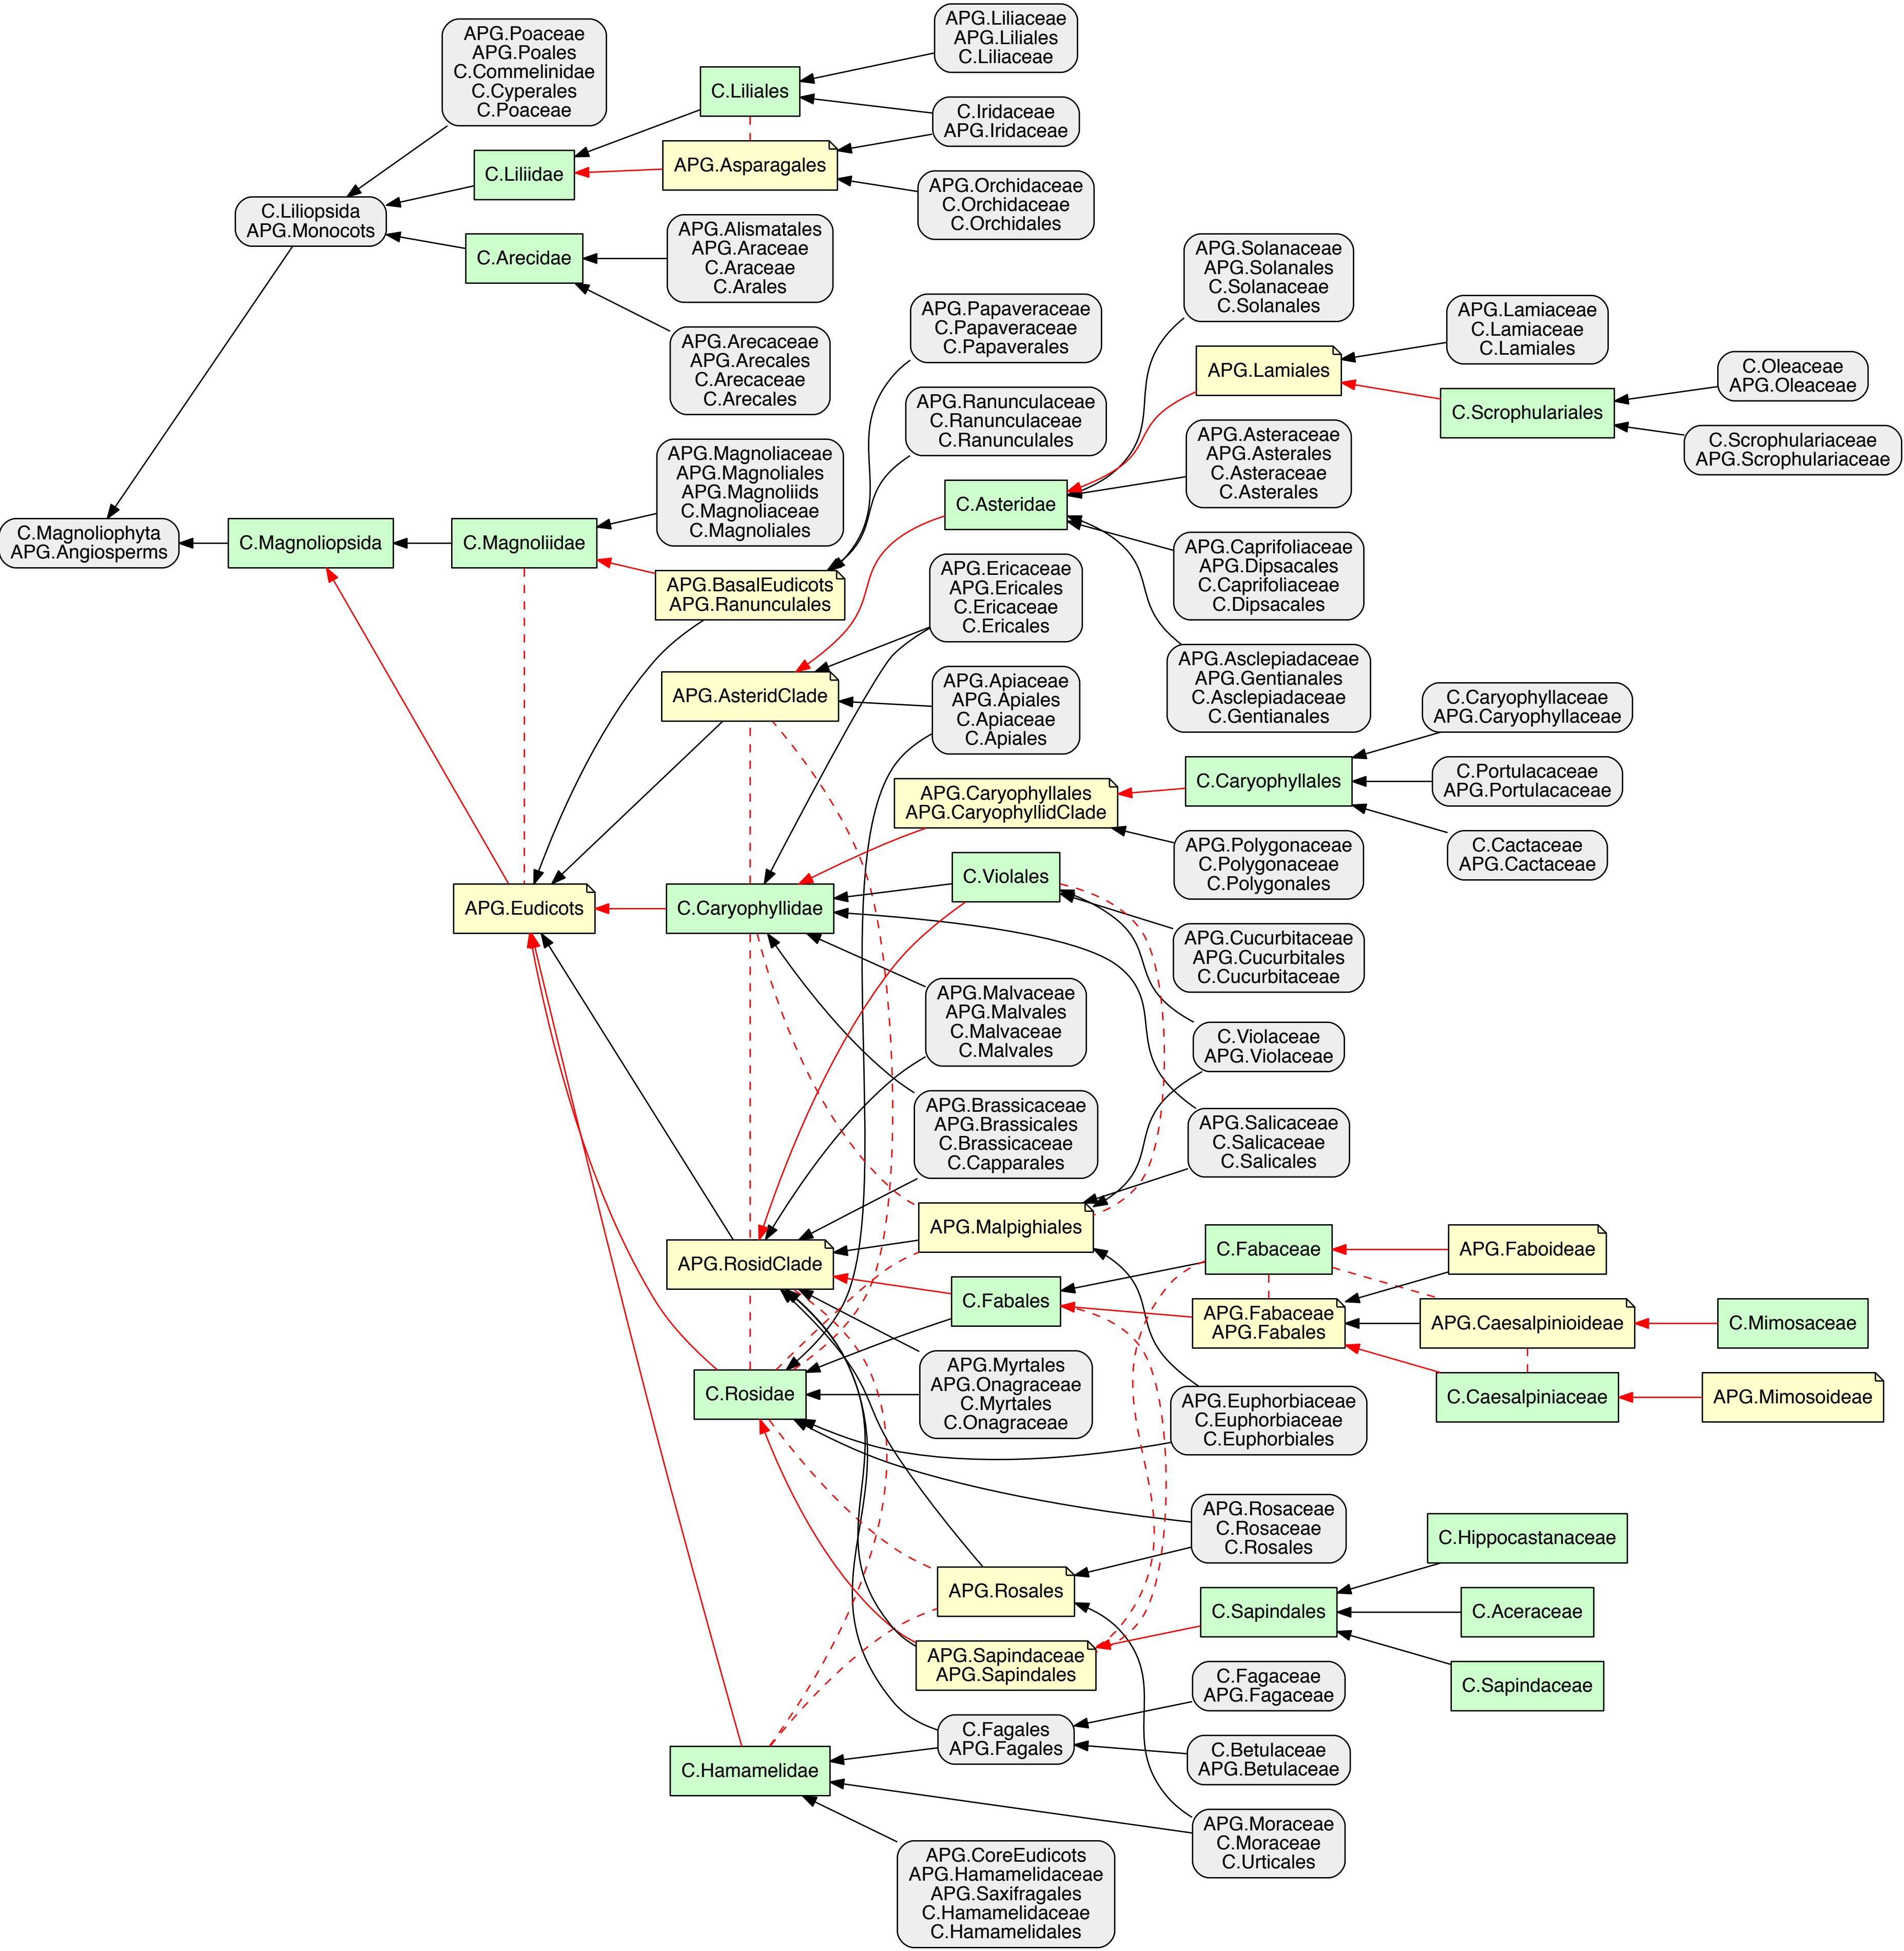 APG.Poaceae
APG.Poales
C.Commelinidae
C.Cyperales
C.Poaceae
C.Liliopsida
APG.Monocots
C.Magnoliophyta
APG.Angiosperms
C.Magnoliopsida
C.Liliidae
C.Arecidae
C.Magnoliidae
APG.Eudicots
C.Liliales
APG.Asparagales
APG.Alismatales
APG.Araceae
C.Araceae
C.Arales
APG.Arecaceae
APG.Arecales
C.Arecaceae
C.Arecales
APG.Magnoliaceae
APG.Magnoliales
APG.Magnoliids
C.Magnoliaceae
C.Magnoliales
APG.BasalEudicots
APG.Ranunculales
APG.AsteridClade
C.Caryophyllidae
APG.RosidClade
C.Rosidae
C.Hamamelidae
APG.Liliaceae
APG.Liliales
C.Liliaceae
C.Iridaceae
APG.Iridaceae
APG.Orchidaceae
C.Orchidaceae
C.Orchidales
APG.Papaveraceae
C.Papaveraceae
C.Papaverales
APG.Ranunculaceae
C.Ranunculaceae
C.Ranunculales
C.Asteridae
APG.Ericaceae
APG.Ericales
C.Ericaceae
C.Ericales
APG.Apiaceae
APG.Apiales
C.Apiaceae
C.Apiales
APG.Caryophyllales
APG.CaryophyllidClade
C.Violales
APG.Malvaceae
APG.Malvales
C.Malvaceae
C.Malvales
APG.Brassicaceae
APG.Brassicales
C.Brassicaceae
C.Capparales
APG.Malpighiales
C.Fabales
APG.Myrtales
APG.Onagraceae
C.Myrtales
C.Onagraceae
APG.Rosales
APG.Sapindaceae
APG.Sapindales
C.Fagales
APG.Fagales
APG.CoreEudicots
APG.Hamamelidaceae
APG.Saxifragales
C.Hamamelidaceae
C.Hamamelidales
APG.Solanaceae
APG.Solanales
C.Solanaceae
C.Solanales
APG.Lamiales
APG.Asteraceae
APG.Asterales
C.Asteraceae
C.Asterales
APG.Caprifoliaceae
APG.Dipsacales
C.Caprifoliaceae
C.Dipsacales
APG.Asclepiadaceae
APG.Gentianales
C.Asclepiadaceae
C.Gentianales
C.Caryophyllales
APG.Polygonaceae
C.Polygonaceae
C.Polygonales
APG.Cucurbitaceae
APG.Cucurbitales
C.Cucurbitaceae
C.Violaceae
APG.Violaceae
APG.Salicaceae
C.Salicaceae
C.Salicales
C.Fabaceae
APG.Fabaceae
APG.Fabales
APG.Euphorbiaceae
C.Euphorbiaceae
C.Euphorbiales
APG.Rosaceae
C.Rosaceae
C.Rosales
C.Sapindales
C.Fagaceae
APG.Fagaceae
C.Betulaceae
APG.Betulaceae
APG.Moraceae
C.Moraceae
C.Urticales
APG.Lamiaceae
C.Lamiaceae
C.Lamiales
C.Scrophulariales
C.Caryophyllaceae
APG.Caryophyllaceae
C.Portulacaceae
APG.Portulacaceae
C.Cactaceae
APG.Cactaceae
APG.Faboideae
APG.Caesalpinioideae
C.Caesalpiniaceae
C.Hippocastanaceae
C.Aceraceae
C.Sapindaceae
C.Oleaceae
APG.Oleaceae
C.Scrophulariaceae
APG.Scrophulariaceae
C.Mimosaceae
APG.Mimosoideae